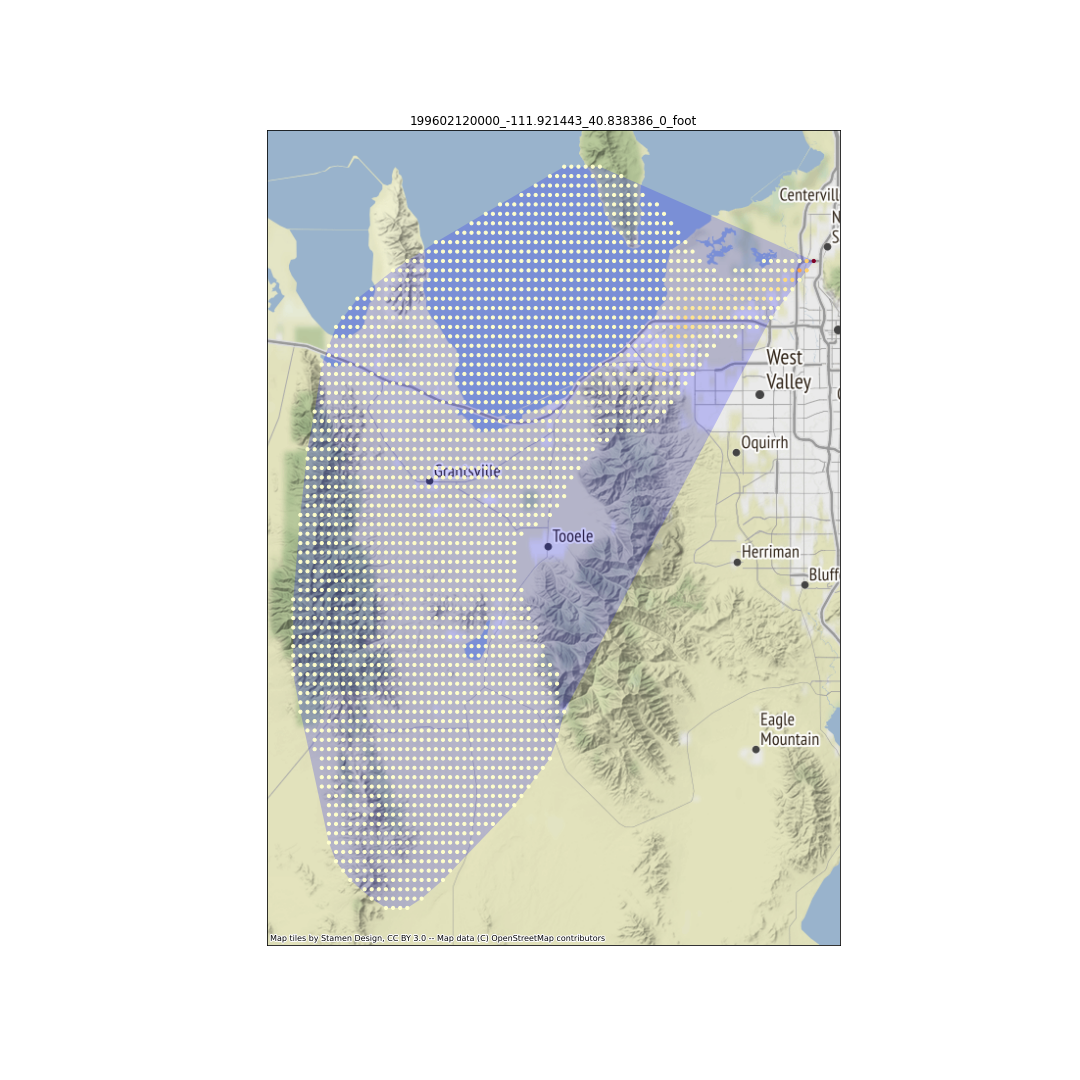 199602120000_-111.921443_40.838386_0_foot
Centervill
N
S
West
Valley
Oquirrh
Grantsville
Tooele
Herriman
Bluff
Eagle
Mountain
Map tiles by Stamen Design, CC BY 3.0 -- Map data (C) OpenStreetMap contributors